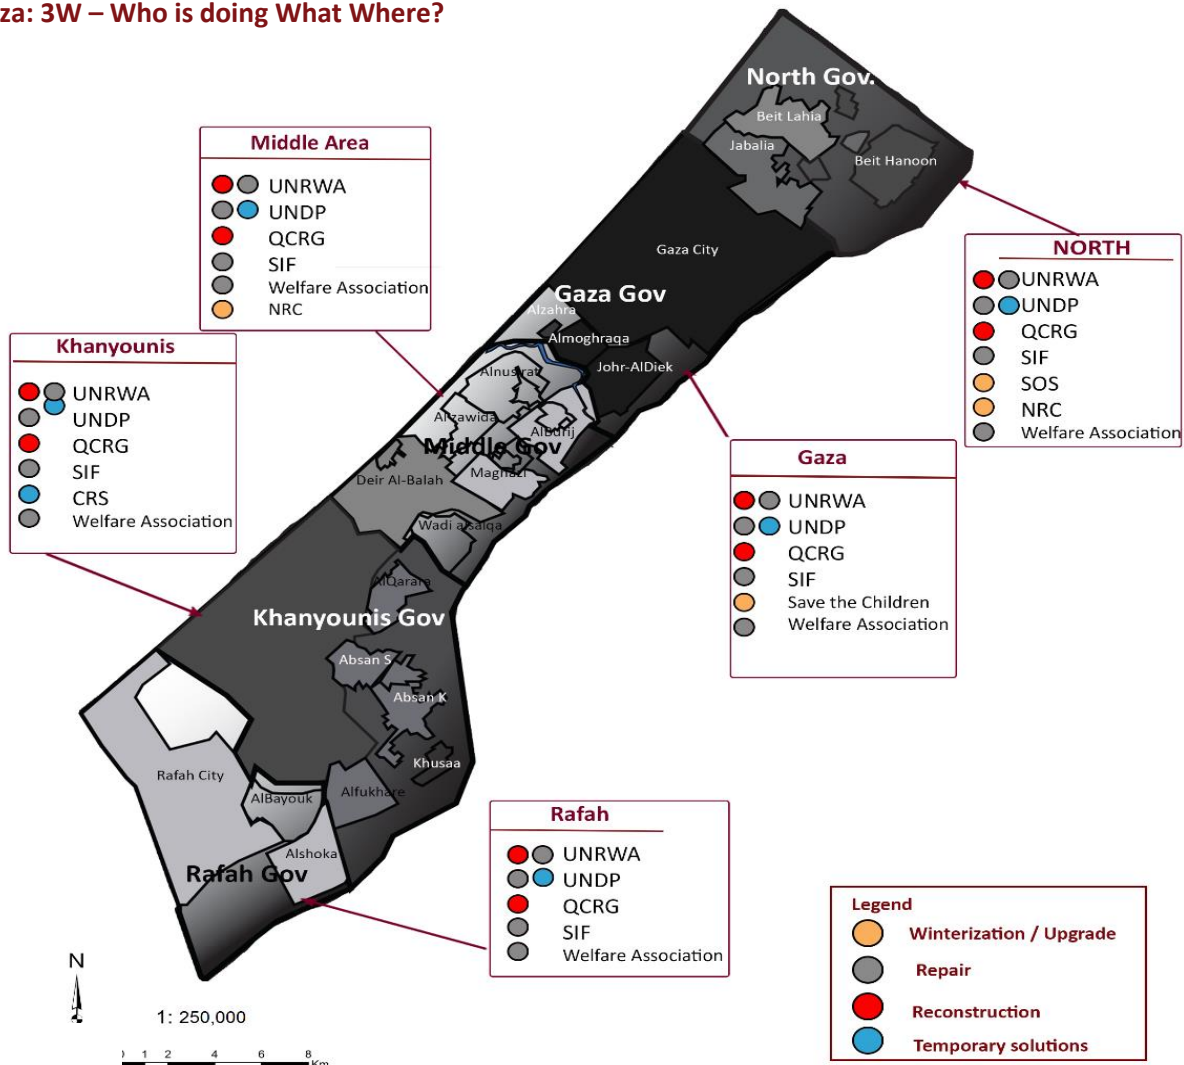 za: 3W – Who is doing What Where?
North Gov.
Beit Lahia
Jabalia
Beit Hanoon
Gaza City
Gaza Gov
Alzahra
Almoghraqa
Johr-AlDiek
Middle Area
UNRWA
UNDP
QCRG
SIF
Welfare Association
NRC
NORTH
UNRWA
UNDP
QCRG
SIF
SOS
NRC
Welfare Association
Khanyounis
UNRWA
UNDP
QCRG
SIF
CRS
Welfare Association
Alnusirat
Alzawida
AlBurij
Middle Gov
Maghazi
Deir Al-Balah
Wadi alsalqa
Gaza
UNRWA
UNDP
QCRG
SIF
Save the Children
Welfare Association
AlQarara
Khanyounis Gov
Absan S
Absan K
Khusaa
Rafah City
AlBayouk
Alfukhare
Alshoka
Rafah Gov
Rafah
UNRWA
UNDP
QCRG
SIF
Welfare Association
Legend
Winterization / Upgrade
Repair
Reconstruction
Temporary solutions
N
1: 250,000
1 2 4 6 8
Km